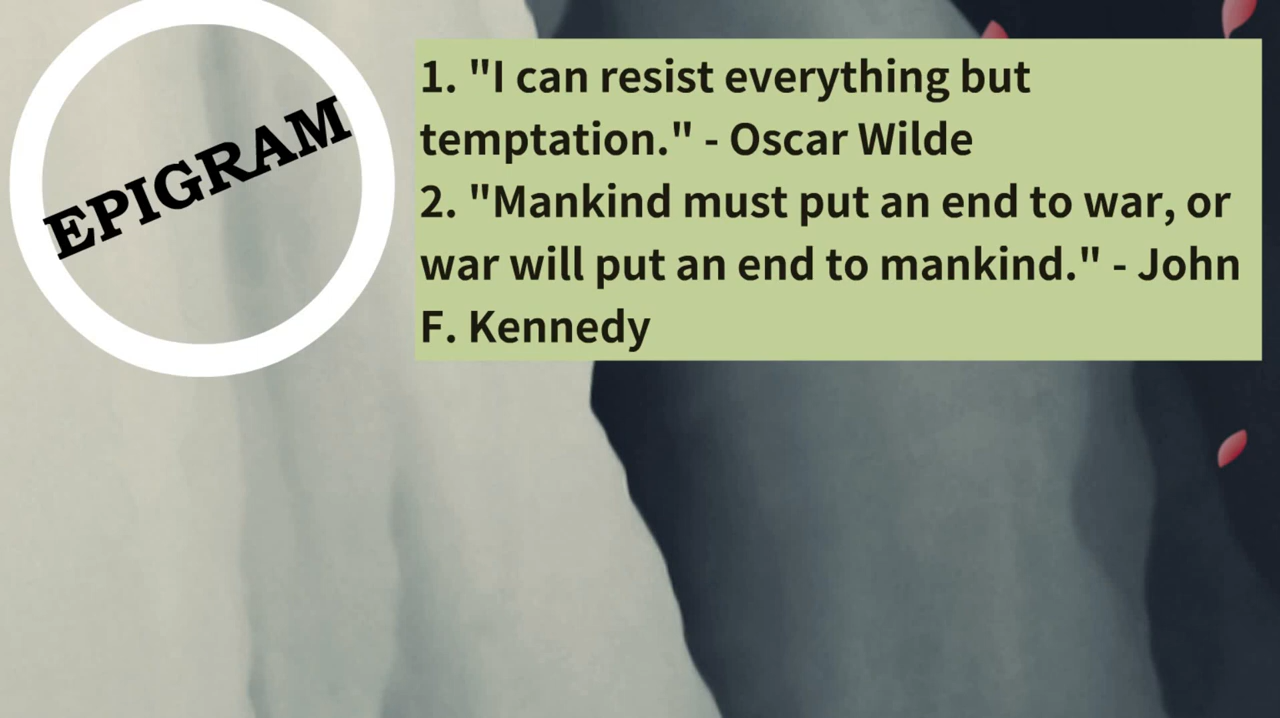 EPIGRAM
1. "I can resist everything but
temptation." - Oscar Wilde
2. "Mankind must put an end to war, or
war will put an end to mankind." - John
F. Kennedy